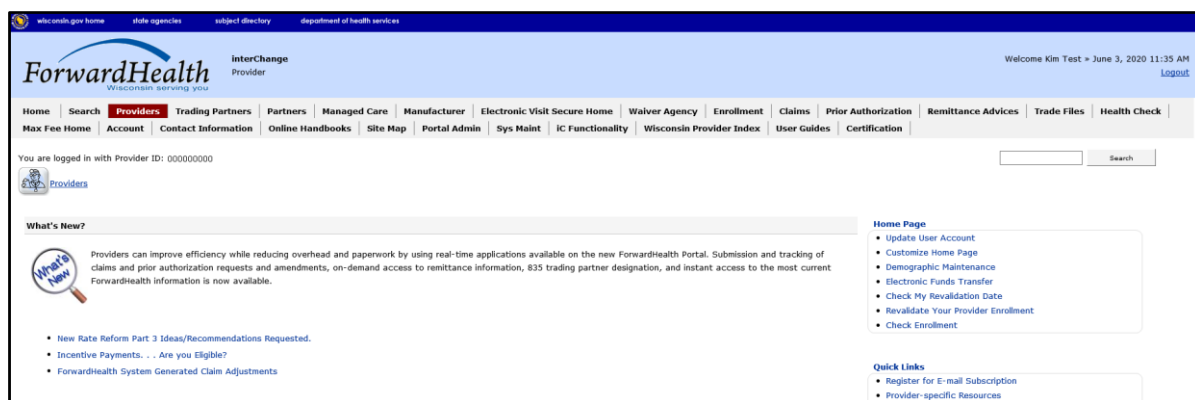 wisconsin.gov home state agencies subject directory department of health services
ForwardHealth
Wisconsin serving you
interChange
Provider
Welcome Kim Test » June 3, 2020 11:35 AM
Logout
Home Search Providers Trading Partners Partners Managed Care Manufacturer Electronic Visit Secure Home Waiver Agency Enrollment Claims Prior Authorization Remittance Advices Trade Files Health Check
Max Fee Home Account Contact Information Online Handbooks Site Map Portal Admin Sys Maint iC Functionality Wisconsin Provider Index User Guides Certification
You are logged in with Provider ID: 000000000
Search
Providers
What's New?
What's New
Providers can improve efficiency while reducing overhead and paperwork by using real-time applications available on the new ForwardHealth Portal. Submission and tracking of
claims and prior authorization requests and amendments, on-demand access to remittance information, 835 trading partner designation, and instant access to the most current
ForwardHealth information is now available.
• New Rate Reform Part 3 Ideas/Recommendations Requested.
• Incentive Payments. . . Are you Eligible?
• ForwardHealth System Generated Claim Adjustments
Home Page
• Update User Account
• Customize Home Page
• Demographic Maintenance
• Electronic Funds Transfer
• Check My Revalidation Date
• Revalidate Your Provider Enrollment
• Check Enrollment
Quick Links
• Register for E-mail Subscription
• Provider-specific Resources